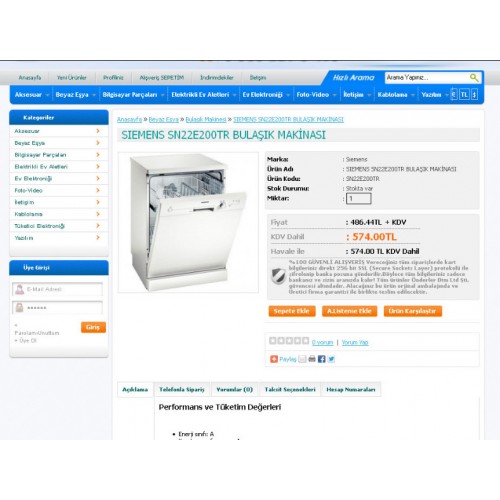 Anasayfa Yeni Ürünler Profilimiz Alışveriş SEPETİM İndirimdekiler İletişim Hızlı Arama Arama Yapınız...
Aksesuar Beyaz Eşya Bilgisayar Parçaları Elektrikli Ev Aletleri Ev Elektroniği Foto-Video İletişim Kablolama Yazılım € TL $
Kategoriler
Aksesuar
Beyaz Eşya
Bilgisayar Parçaları
Elektrikli Ev Aletleri
Ev Elektroniği
Foto-Video
İletişim
Kablolama
Tüketici Elektroniği
Yazılım
Üye Girişi
E-Mail Adresi
Giriş
Parolamı Unuttum
» Üye Ol
Anasayfa » Beyaz Eşya » Bulaşık Makinesi » SIEMENS SN22E200TR BULAŞIK MAKİNASI
SIEMENS SN22E200TR BULAŞIK MAKİNASI
Marka: : Siemens
Ürün Adı : SIEMENS SN22E200TR BULAŞIK MAKİNASI
Ürün Kodu: : SN22E200TR
Stok Durumu: : Stokta var
Miktar: : 1
Fiyat : 486.44TL + KDV
KDV Dahil : 574.00TL
Havale ile : 574.00 TL KDV Dahil
%100 GÜVENLİ ALIŞVERİŞ Vereceğiniz tüm siparişlerde kart
bilgileriniz direkt 256 bit SSL (Secure Sockets Layer) protokolü ile
şifrelenip banka posuna gönderilir.Böylece tüm bilgileriniz sadece
bankanız ve sizin aranızda kalır! Tüm ürünler Önderler Dtm Ltd Şti.
güvencesi altındadır. Alacağınız bu ürün orjinal ambalajında ve
Üretici firma garantisi ile birlikte teslim edilecektir.
Sepete Ekle A.Listeme Ekle Ürün Karşılaştır
0 yorum | Yorum Yap
Paylaş
Açıklama Telefonla Sipariş Yorumlar (0) Taksit Seçenekleri Hesap Numaraları
Performans ve Tüketim Değerleri
• Enerji sınıfı: A